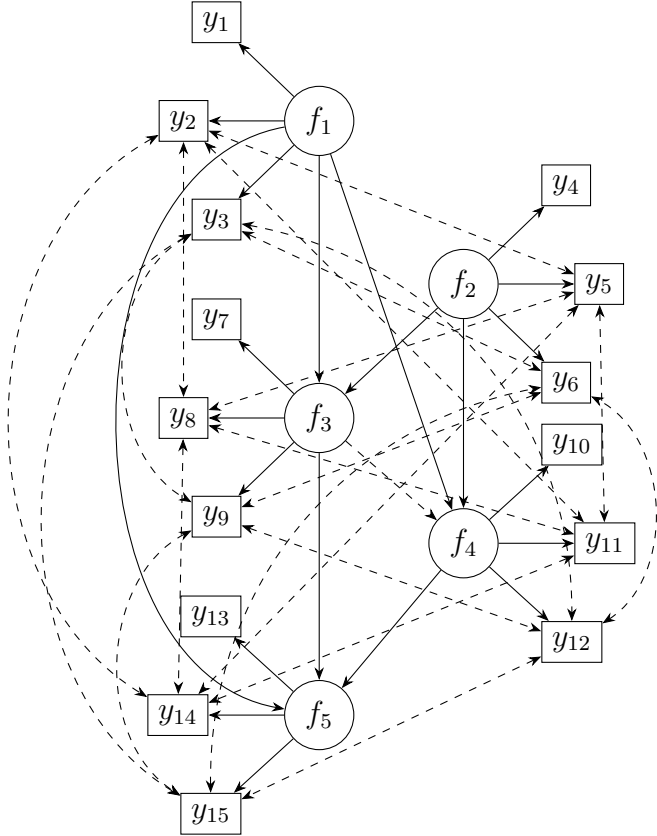 y₁
f₁
y₂
y₄
y₃
f₂
y₅
y₇
y₆
f₃
y₈
y₁₀
y₉
f₄
y₁₁
y₁₃
y₁₂
f₅
y₁₄
y₁₅